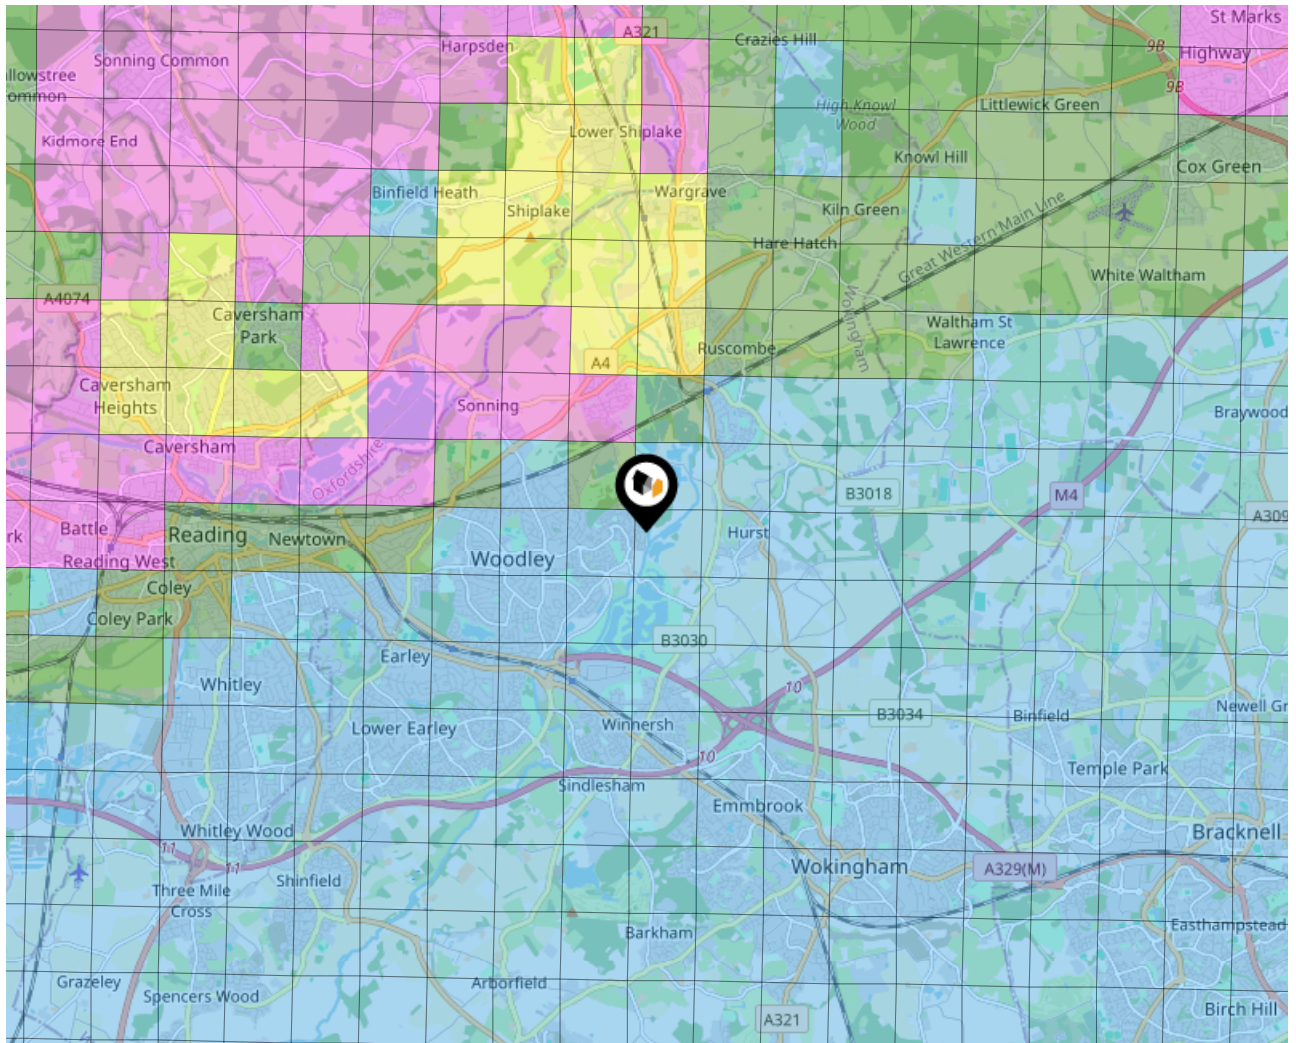 St Marks
A321
Crazies Hill
9B
Harpsden
Highway
Sonning Common
9B
Littlewick Green
High Knowl
Wood
Lower Shiplake
Kidmore End
Knowl Hill
Cox Green
Binfield Heath
Wargrave
Shiplake
Kiln Green
Great Western Main Line
Hare Hatch
White Waltham
A4074
Caversham
Park
Wokingham
Waltham St
Lawrence
Ruscombe
A4
Caversham
Heights
Sonning
Braywood
Caversham
Oxfordshire
B3018
M4
A309
Battle
Reading
Newtown
Hurst
Reading West
Woodley
Coley
Coley Park
B3030
Earley
Whitley
10
Lower Earley
Winnersh
B3034
Binfield
Newell Gr
10
Sindlesham
Temple Park
Emmbrook
Whitley Wood
Bracknell
11
11
Wokingham
A329(M)
Shinfield
Three Mile
Cross
Barkham
Easthampstead
Grazeley
Spencers Wood
Arborfield
Birch Hill
A321